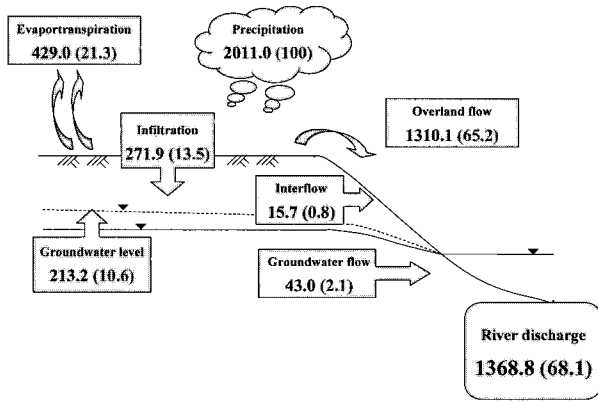 Evaportranspiration
429.0 (21.3)
Precipitation
2011.0 (100)
Overland flow
1310.1 (65.2)
Infiltration
271.9 (13.5)
Interflow
15.7 (0.8)
Groundwater level
213.2 (10.6)
Groundwater flow
43.0 (2.1)
River discharge
1368.8 (68.1)